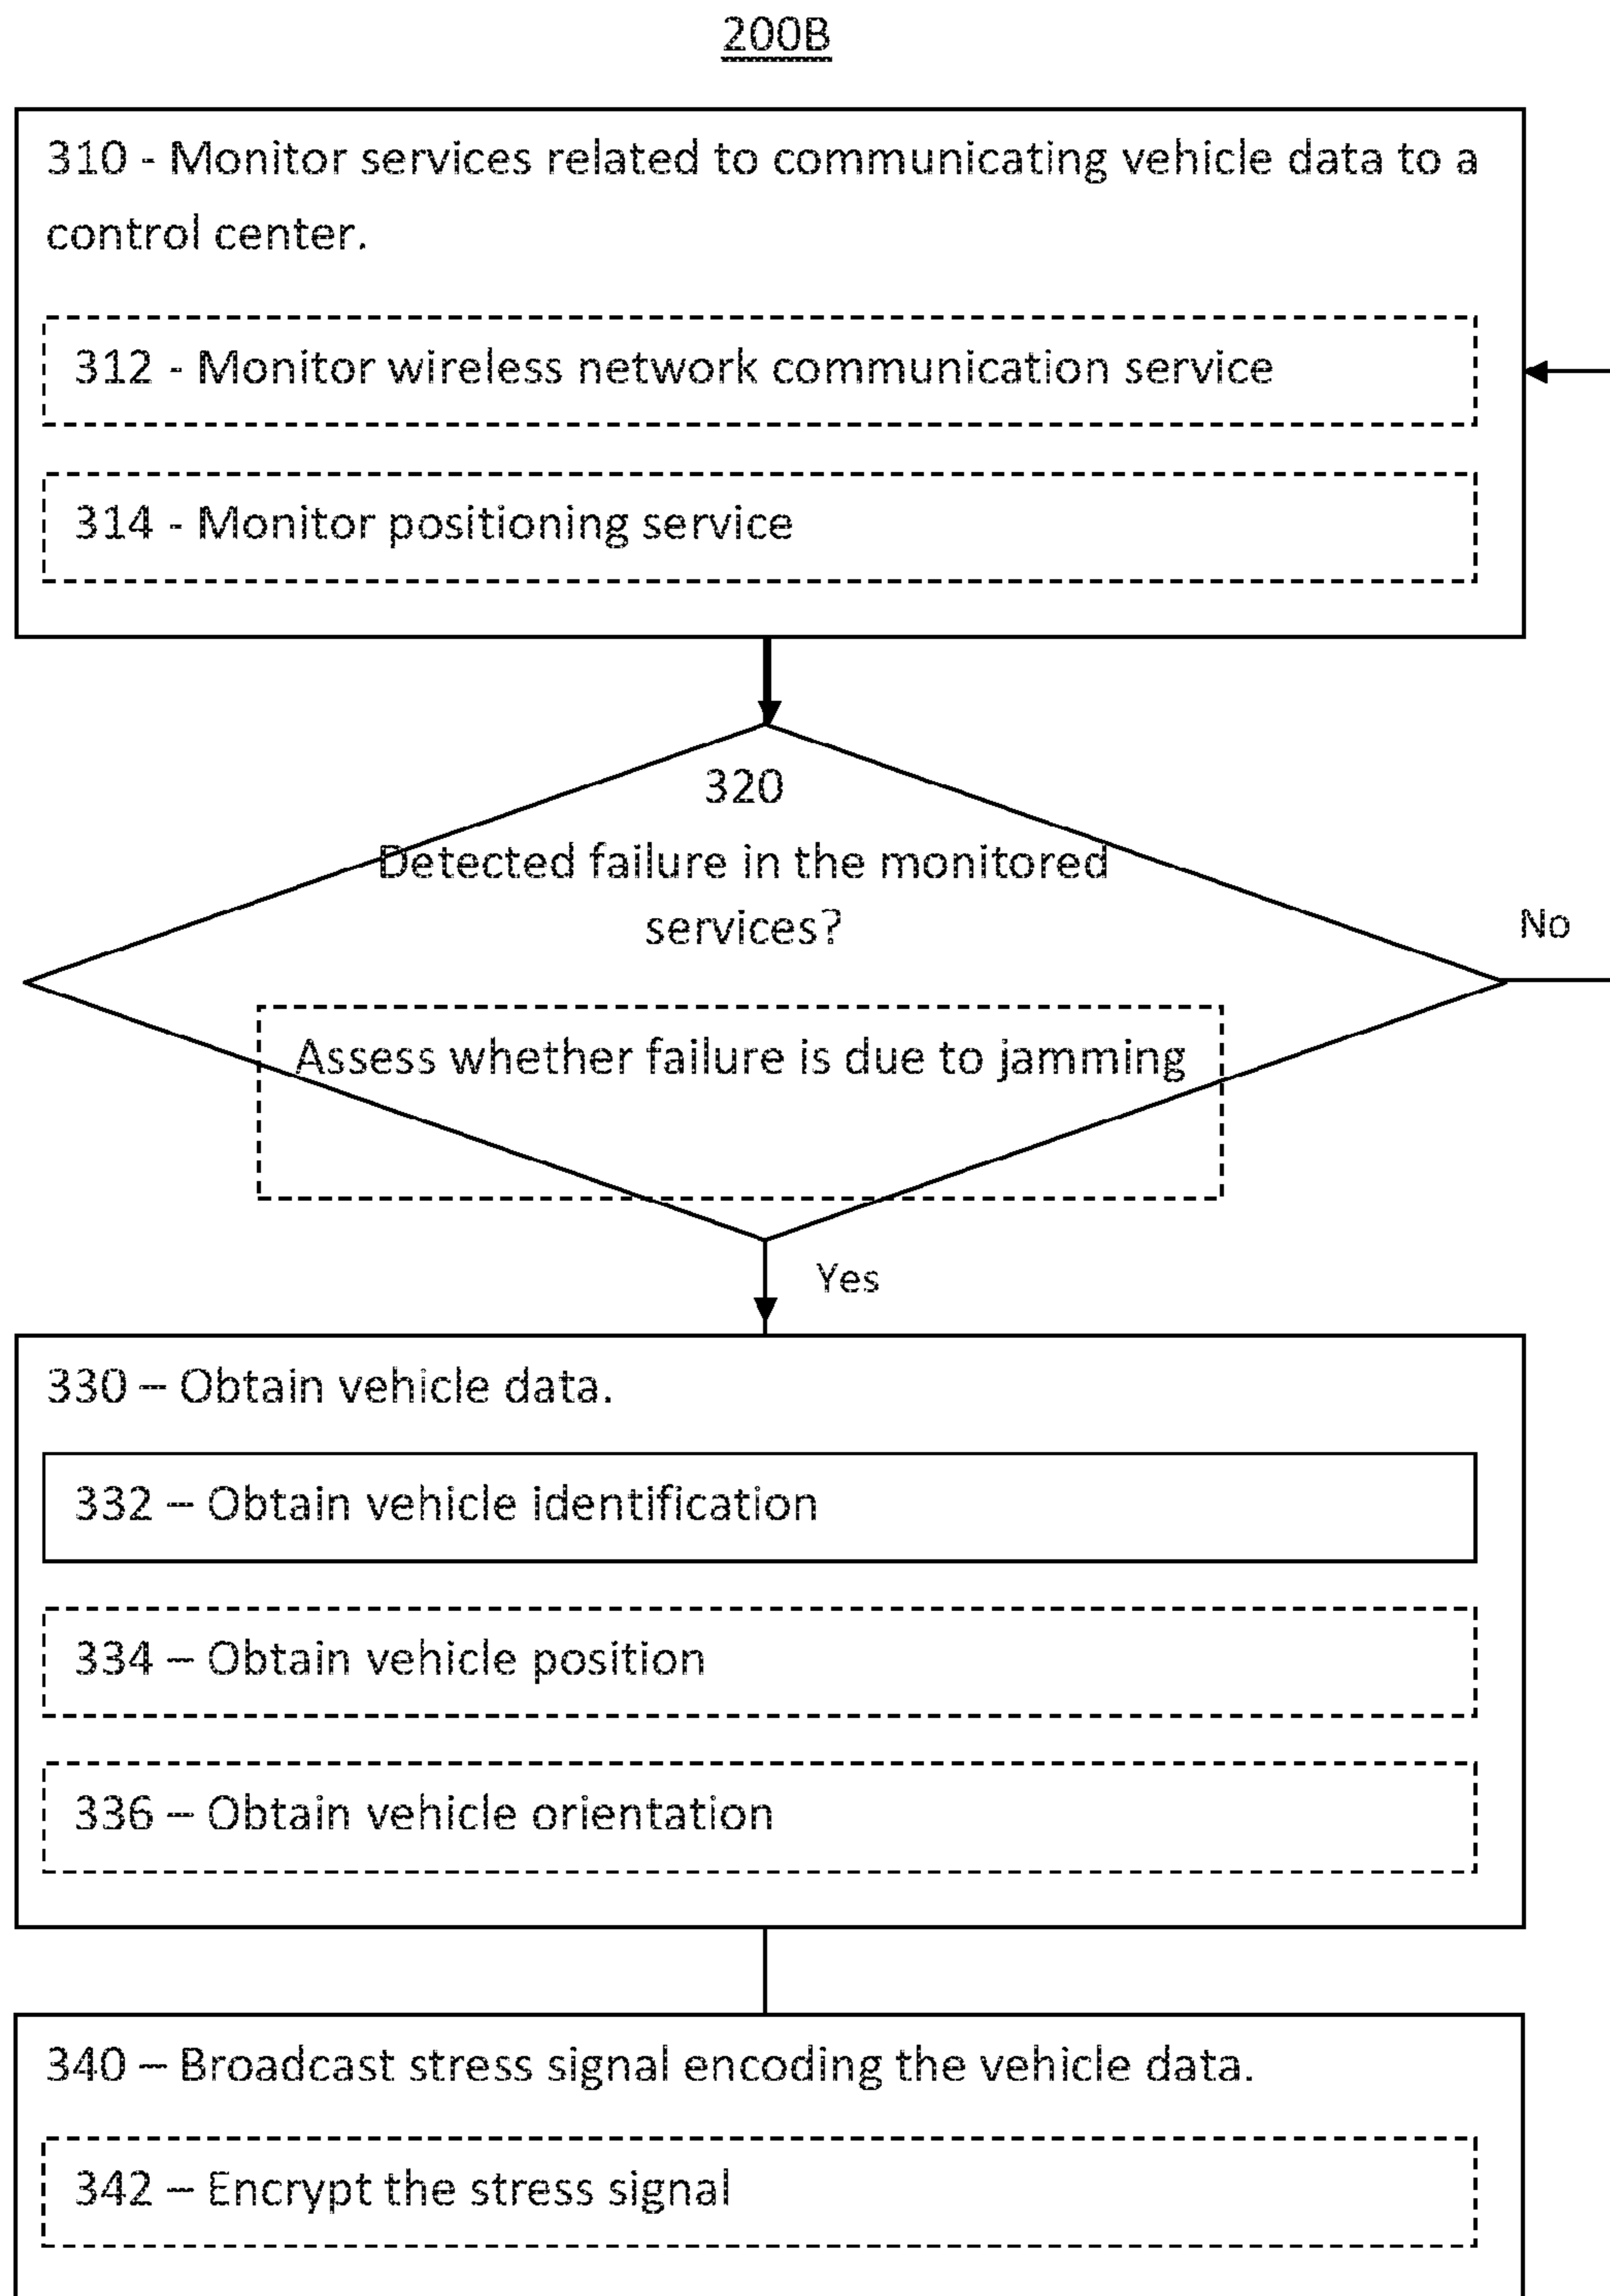 200B
310 - Monitor services related to communicating vehicle data to a
control center.
312 - Monitor wireless network communication service
314 - Monitor positioning service
320
Detected failure in the monitored
services?
No
Assess whether failure is due to jamming
Yes
330 – Obtain vehicle data.
332 – Obtain vehicle identification
334 – Obtain vehicle position
336 – Obtain vehicle orientation
340 – Broadcast stress signal encoding the vehicle data.
342 – Encrypt the stress signal